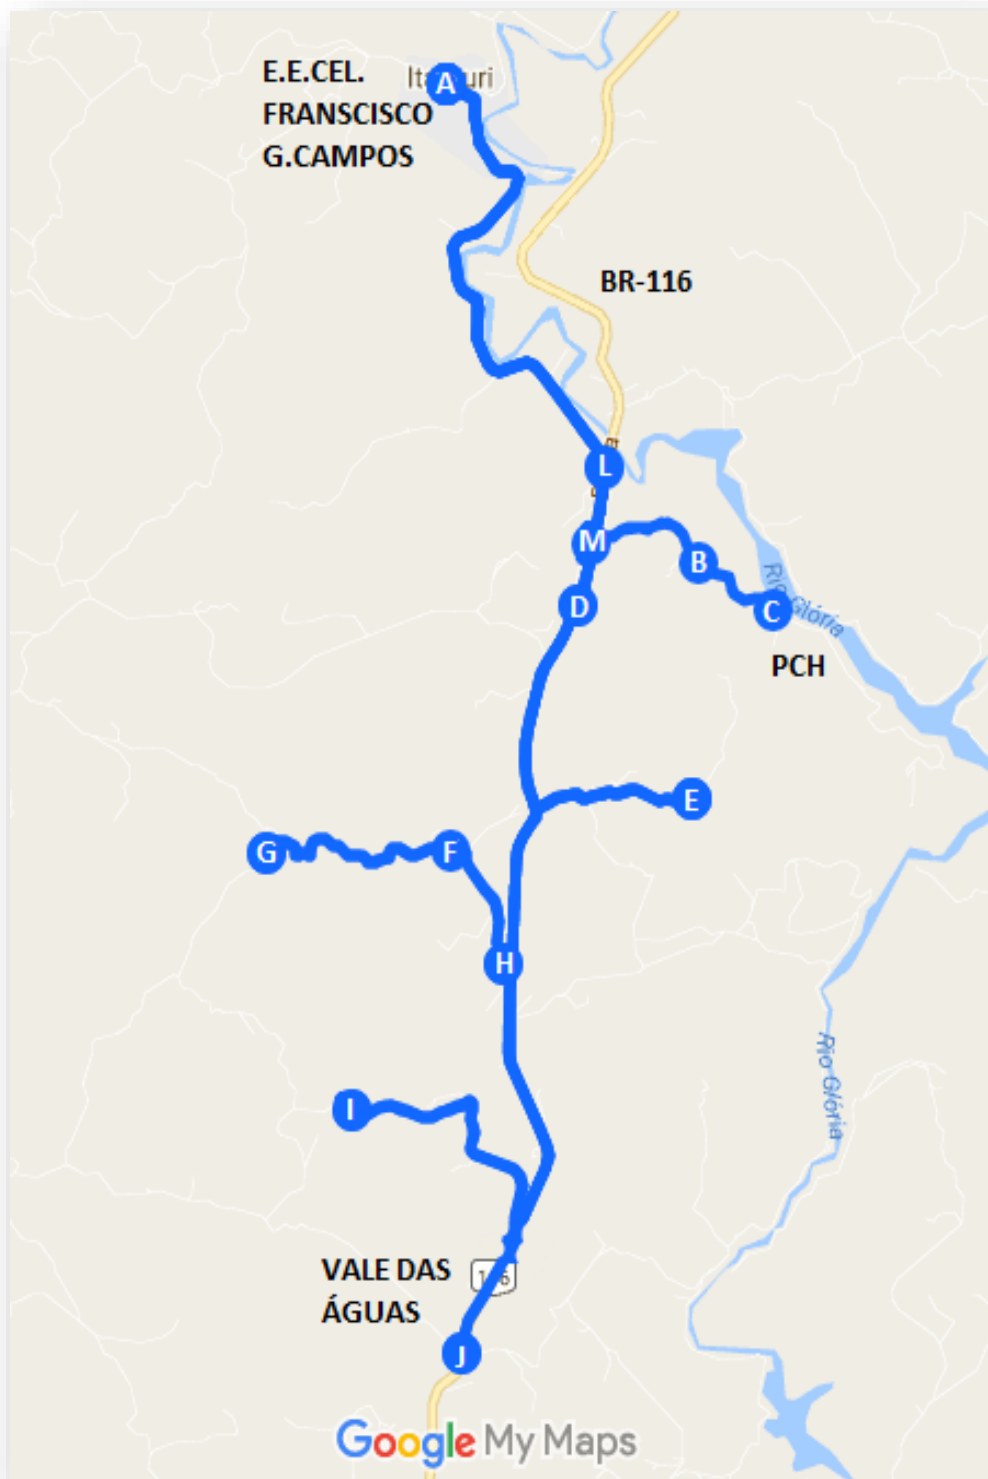 E.E.CEL.
FRANSCISCO
G.CAMPOS
A
BR-116
L
M
B
Rio Glória
D
C
PCH
E
G
F
H
Rio Glória
I
VALE DAS
ÁGUAS
J
Google My Maps